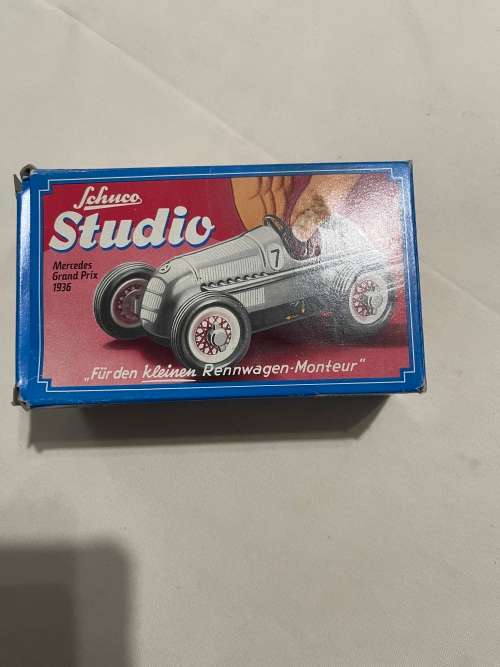 Schuco
Studio
Mercedes
Grand Prix
1936
7
„Für den kleinen Rennwagen-Monteur"